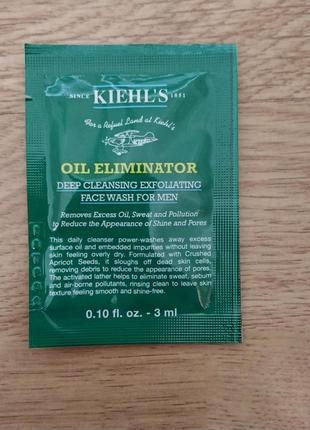 SINCE KIEHL'S 1851
For a Refuel Land at Kiehl's
OIL ELIMINATOR
DEEP CLEANSING EXFOLIATING
FACE WASH FOR MEN
Removes Excess Oil, Sweat and Pollution
to Reduce the Appearance of Shine and Pores
This daily cleanser power-washes away excess
surface oil and embedded impurities without leaving
skin feeling overly dry. Formulated with Crushed
Apricot Seeds, it sloughs off dead skin cells,
removing debris to reduce the appearance of pores.
The activated lather helps to eliminate sweat, sebum
and air-borne pollutants, rinsing clean to leave skin
texture feeling smooth and shine-free.
0.10 fl. oz. - 3 ml